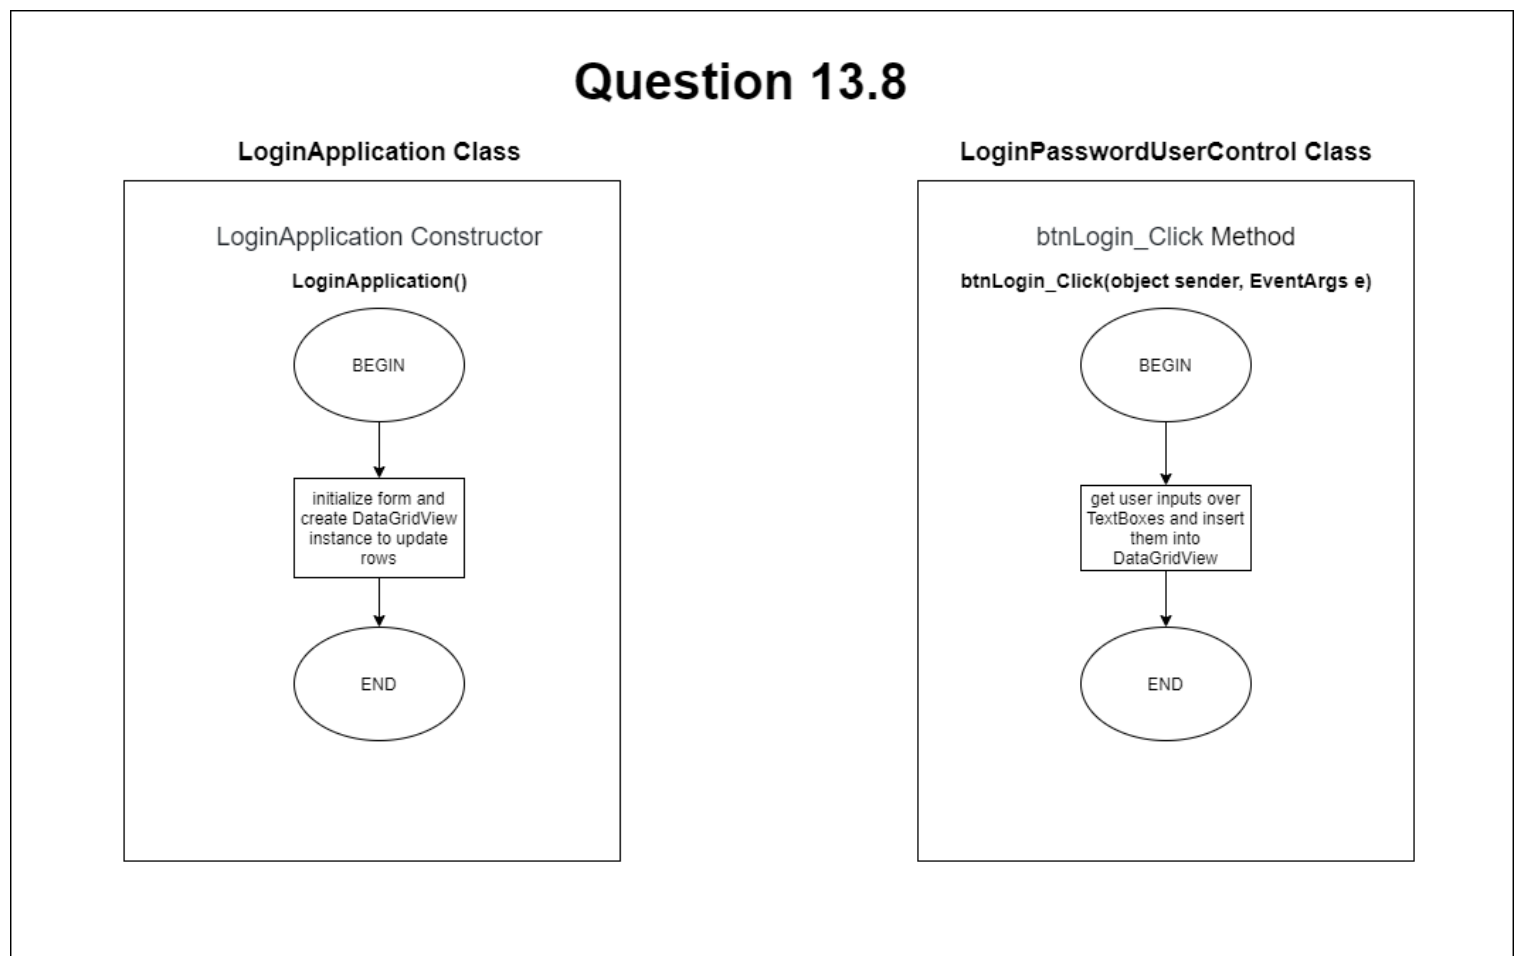 Question 13.8
LoginApplication Class
LoginApplication Constructor
LoginApplication()
BEGIN
initialize form and
create DataGridView
instance to update
rows
END
LoginPasswordUserControl Class
btnLogin_Click Method
btnLogin_Click(object sender, EventArgs e)
BEGIN
get user inputs over
TextBoxes and insert
them into
DataGridView
END